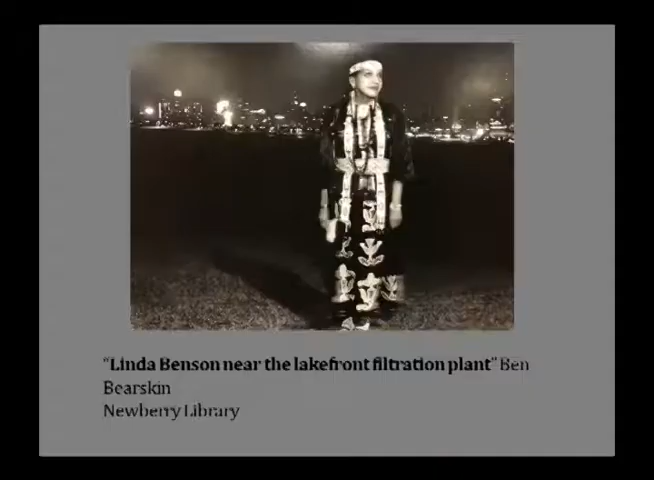 "Linda Benson near the lakefront filtration plant" Ben
Bearskin
Newberry Library